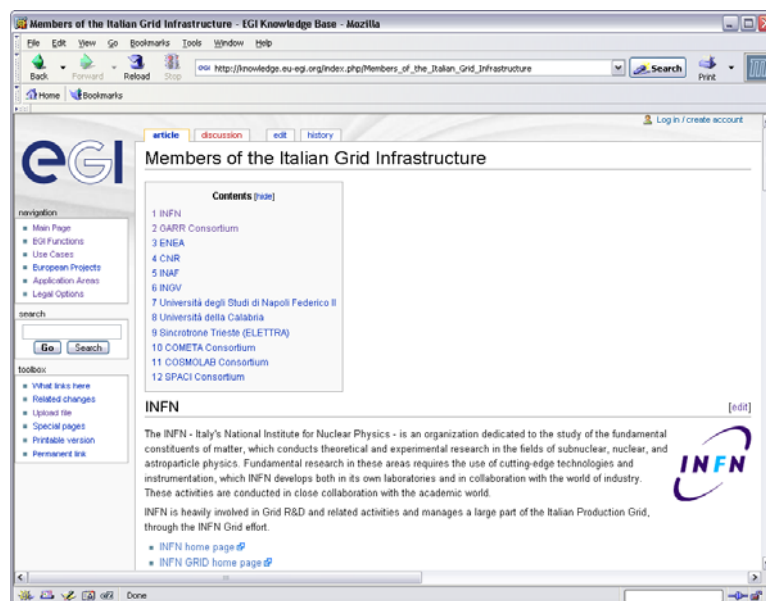 Members of the Italian Grid Infrastructure - EGI Knowledge Base - Mozilla
File Edit View Go Bookmarks Tools Window Help
Back Forward Reload Stop http://knowledge.eu-egi.org/index.php/Members_of_the_Italian_Grid_Infrastructure Search Print
Home Bookmarks
Log in / create account
article discussion edit history
eGI
Members of the Italian Grid Infrastructure
Contents [hide]
1 INFN
2 GARR Consortium
3 ENEA
4 CNR
5 INAF
6 INGV
7 Università degli Studi di Napoli Federico II
8 Università della Calabria
9 Sincrotrone Trieste (ELETTRA)
10 COMETA Consortium
11 COSMOLAB Consortium
12 SPACI Consortium
navigation
Main Page
EGI Functions
Use Cases
European Projects
Application Areas
Legal Options
search
Go Search
toolbox
What links here
Related changes
Upload file
Special pages
Printable version
Permanent link
INFN [edit]
The INFN - Italy's National Institute for Nuclear Physics - is an organization dedicated to the study of the fundamental
constituents of matter, which conducts theoretical and experimental research in the fields of subnuclear, nuclear, and
astroparticle physics. Fundamental research in these areas requires the use of cutting-edge technologies and
instrumentation, which INFN develops both in its own laboratories and in collaboration with the world of industry.
These activities are conducted in close collaboration with the academic world.
INFN
INFN is heavily involved in Grid R&D and related activities and manages a large part of the Italian Production Grid,
through the INFN Grid effort.
INFN home page
INFN GRID home page
Done